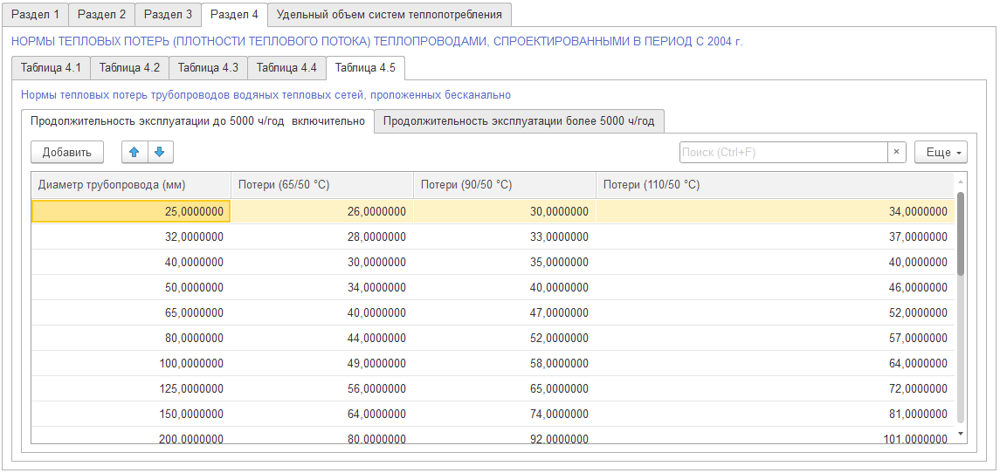 Раздел 1 Раздел 2 Раздел 3 Раздел 4 Удельный объем систем теплопотребления
НОРМЫ ТЕПЛОВЫХ ПОТЕРЬ (ПЛОТНОСТИ ТЕПЛОВОГО ПОТОКА) ТЕПЛОПРОВОДАМИ, СПРОЕКТИРОВАННЫМИ В ПЕРИОД С 2004 г.
Таблица 4.1 Таблица 4.2 Таблица 4.3 Таблица 4.4 Таблица 4.5
Нормы тепловых потерь трубопроводов водяных тепловых сетей, проложенных бесканально
Продолжительность эксплуатации до 5000 ч/год включительно Продолжительность эксплуатации более 5000 ч/год
Добавить Поиск (Ctrl+F) × Еще
Диаметр трубопровода (мм) Потери (65/50 °C) Потери (90/50 °C) Потери (110/50 °C)
25,0000000 26,0000000 30,0000000 34,0000000
32,0000000 28,0000000 33,0000000 37,0000000
40,0000000 30,0000000 35,0000000 40,0000000
50,0000000 34,0000000 40,0000000 46,0000000
65,0000000 40,0000000 47,0000000 52,0000000
80,0000000 44,0000000 52,0000000 57,0000000
100,0000000 49,0000000 58,0000000 64,0000000
125,0000000 56,0000000 65,0000000 72,0000000
150,0000000 64,0000000 74,0000000 81,0000000
200,0000000 80,0000000 92,0000000 101,0000000